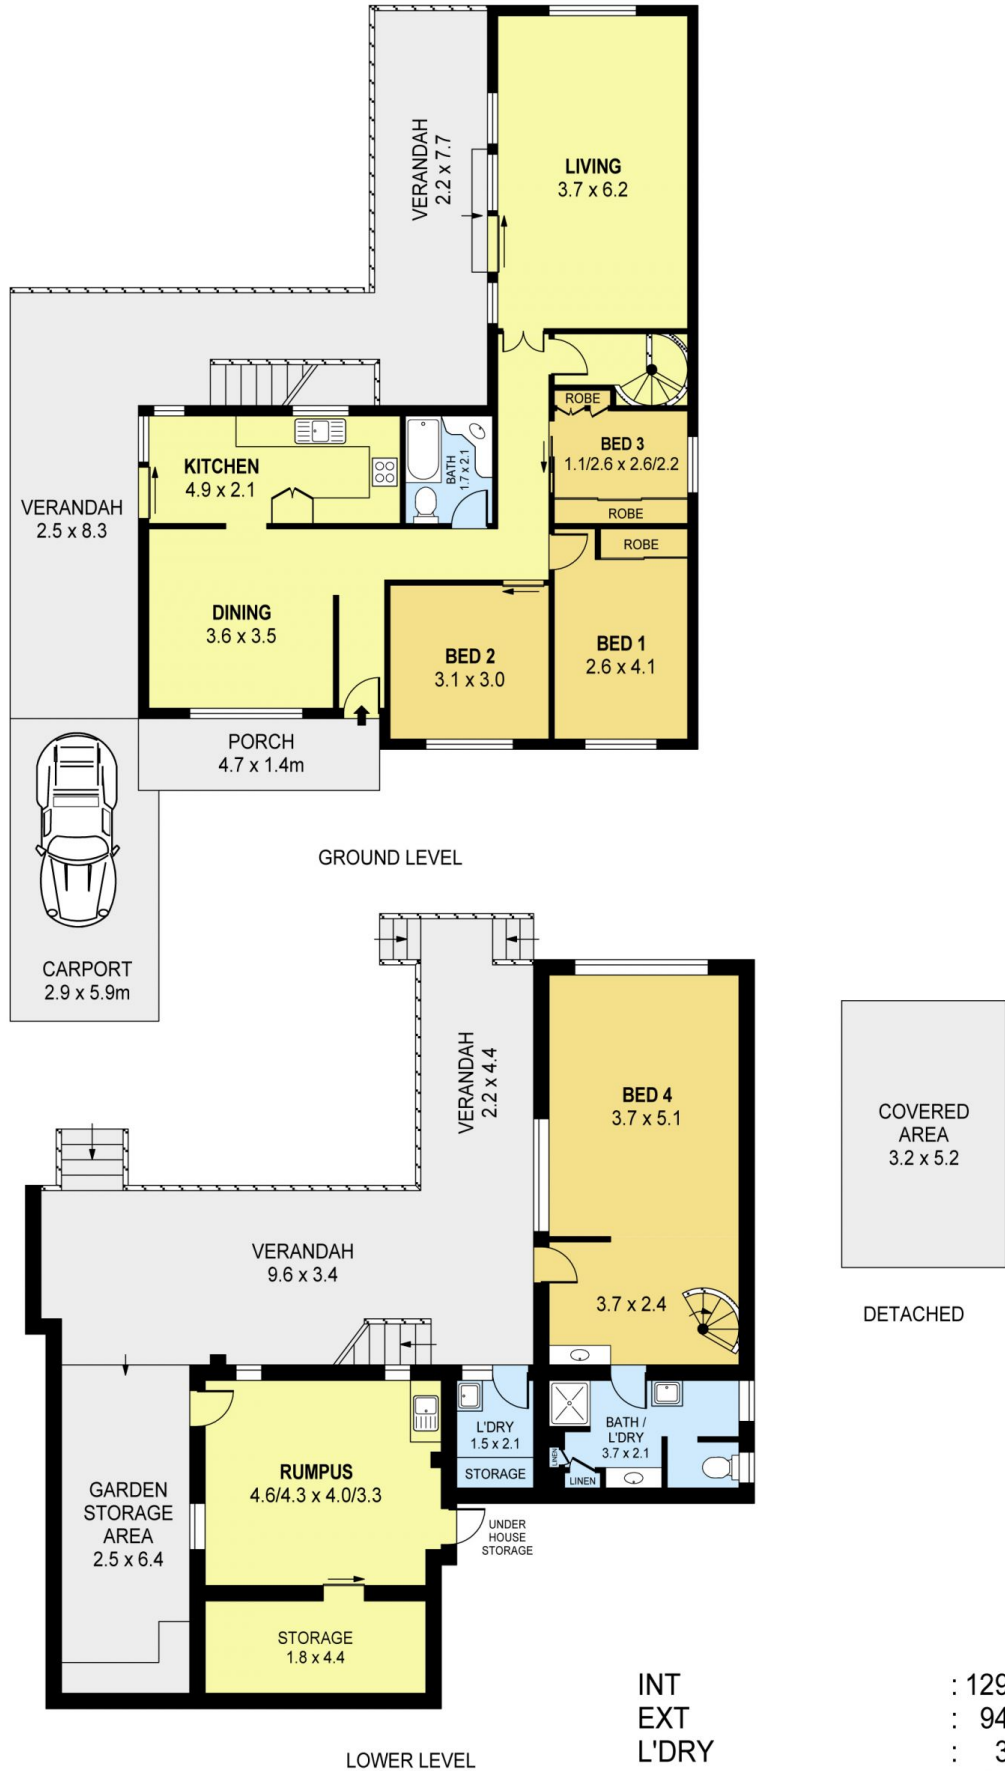 VERANDAH
2.2 x 7.7
LIVING
3.7 x 6.2
ROBE
BED 3
1.1/2.6 x 2.6/2.2
ROBE
KITCHEN
4.9 x 2.1
BATH
1.7 x 2.1
VERANDAH
2.5 x 8.3
ROBE
DINING
3.6 x 3.5
BED 2
3.1 x 3.0
BED 1
2.6 x 4.1
PORCH
4.7 x 1.4m
GROUND LEVEL
CARPORT
2.9 x 5.9m
VERANDAH
2.2 x 4.4
BED 4
3.7 x 5.1
COVERED
AREA
3.2 x 5.2
DETACHED
VERANDAH
9.6 x 3.4
3.7 x 2.4
L'DRY
1.5 x 2.1
STORAGE
BATH /
L'DRY
3.7 x 2.1
LINEN
LINEN
RUMPUS
4.6/4.3 x 4.0/3.3
GARDEN
STORAGE
AREA
2.5 x 6.4
UNDER
HOUSE
STORAGE
STORAGE
1.8 x 4.4
LOWER LEVEL
INT : 129
EXT : 94
L'DRY : 3